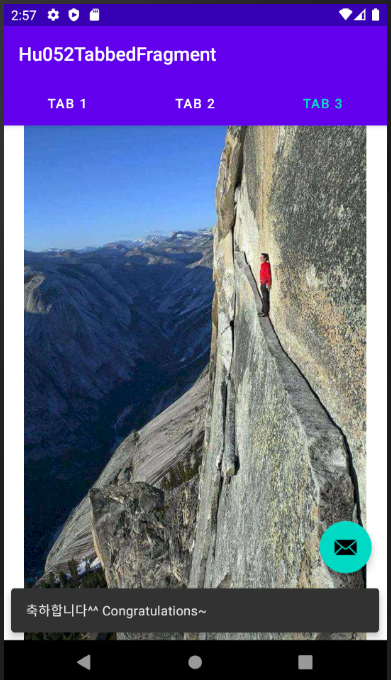 2:57
Hu052TabbedFragment
TAB 1 TAB 2 TAB 3
축하합니다^^ Congratulations~